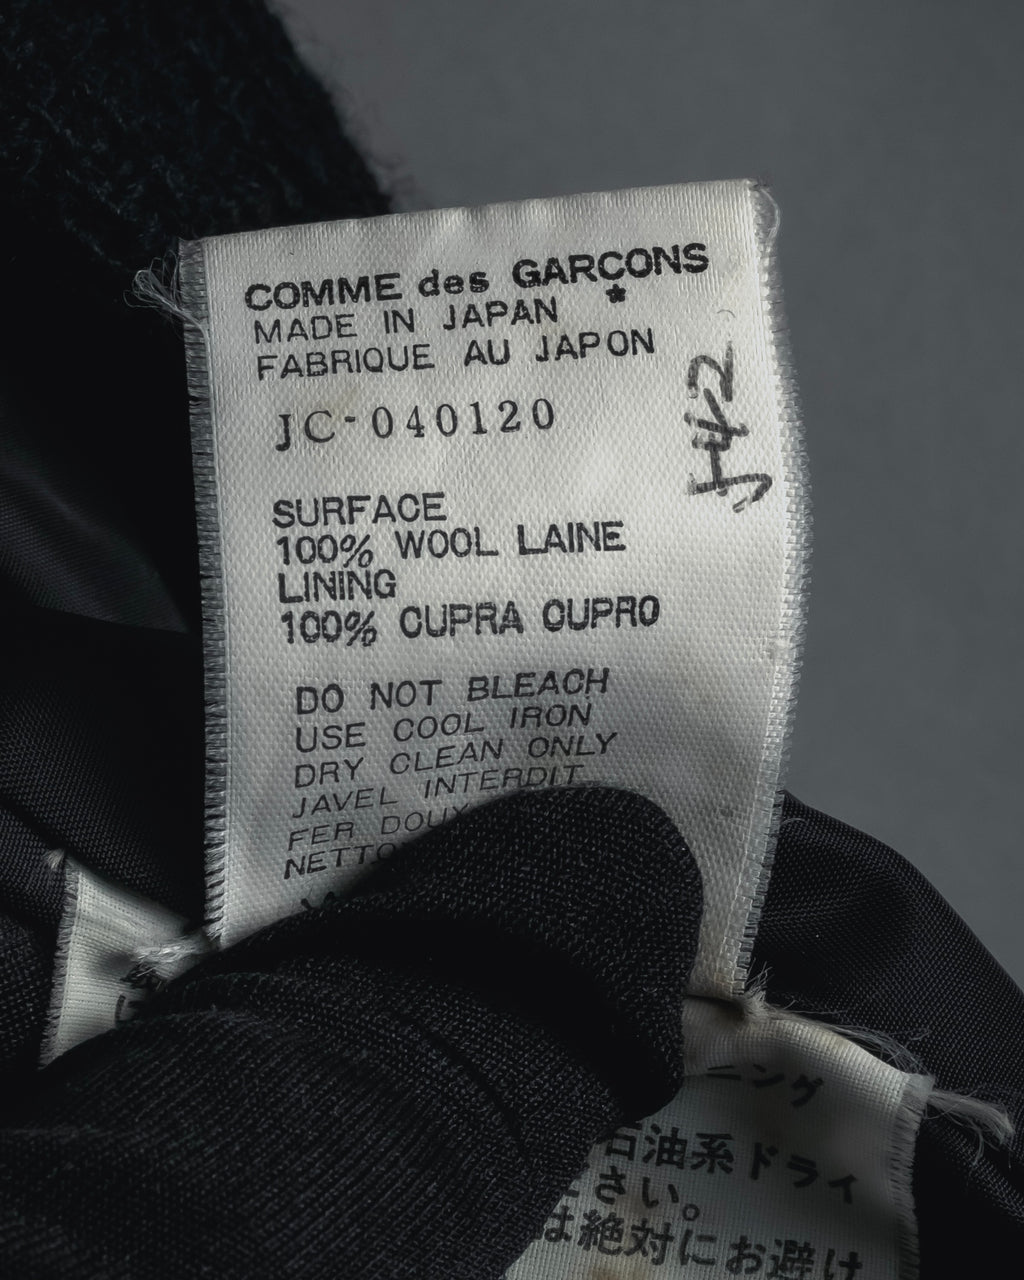 COMME des GARCONS
*
MADE IN JAPAN
FABRIQUE AU JAPON
JC-040120
SURFACE
100% WOOL LAINE
LINING
100% CUPRA CUPRO
DO NOT BLEACH
USE COOL IRON
DRY CLEAN ONLY
JAVEL INTERDIT
FER
ニング
石油系ドライ
さい。
は絶対にお避け